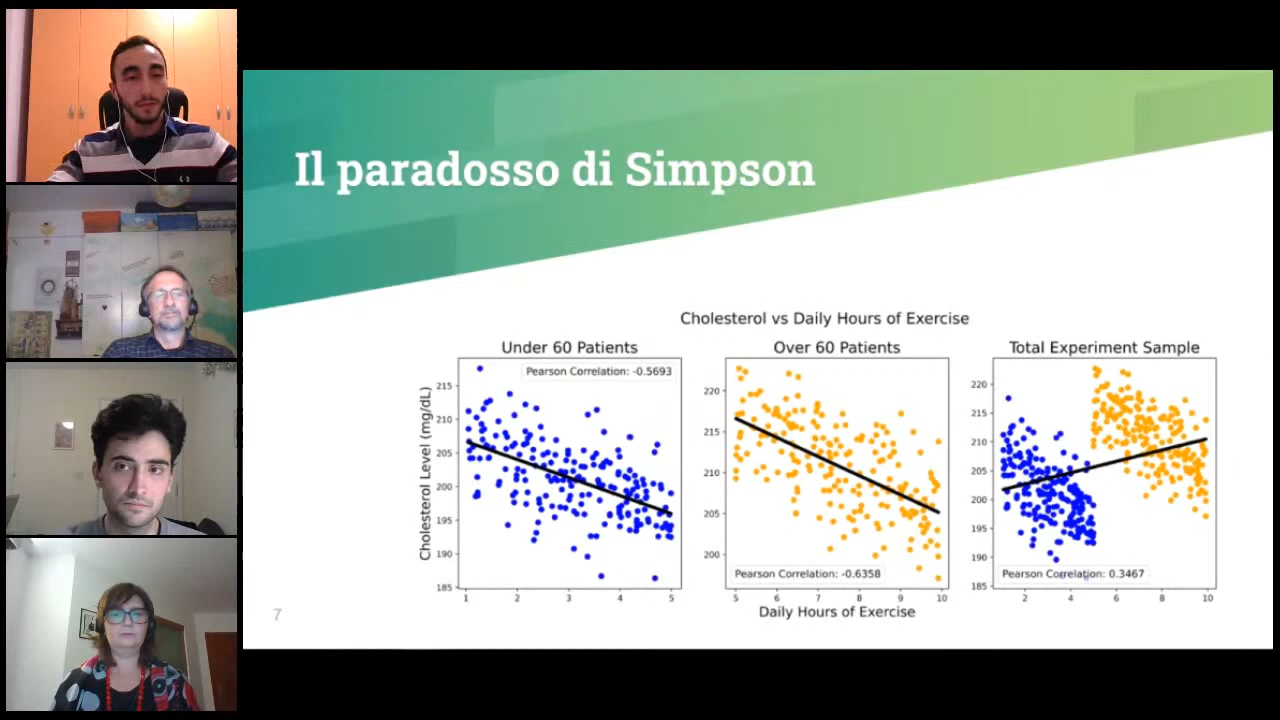 Il paradosso di Simpson
Cholesterol vs Daily Hours of Exercise
Under 60 Patients
Over 60 Patients
Total Experiment Sample
Cholesterol Level (mg/dL)
Pearson Correlation: -0.5693
215
210
205
200
195
190
185
1 2 3 4 5
220
215
210
205
200
Pearson Correlation: -0.6358
5 6 7 8 9 10
Daily Hours of Exercise
220
215
210
205
200
195
190
185
Pearson Correlation: 0.3467
2 4 6 8 10
7